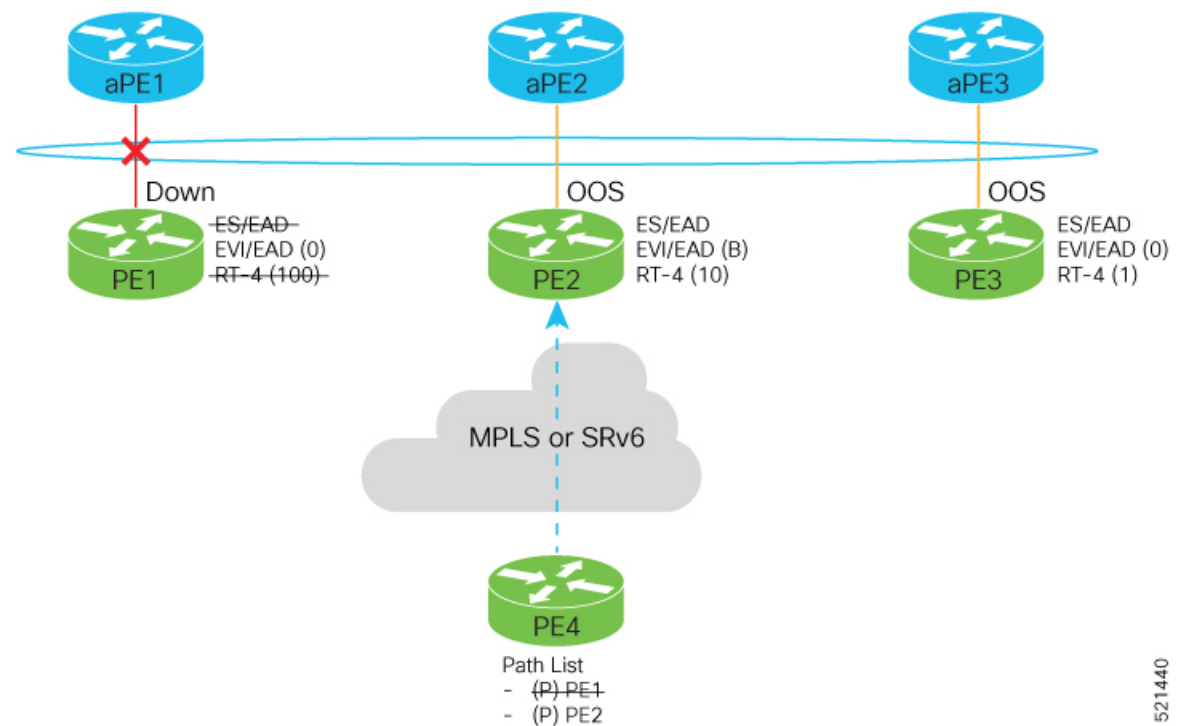 aPE1
aPE2
aPE3
Down
OOS
OOS
PE1
ES/EAD
EVI/EAD (0)
RT-4 (100)
PE2
ES/EAD
EVI/EAD (B)
RT-4 (10)
PE3
ES/EAD
EVI/EAD (0)
RT-4 (1)
MPLS or SRv6
PE4
Path List
- (P) PE1
- (P) PE2
521440